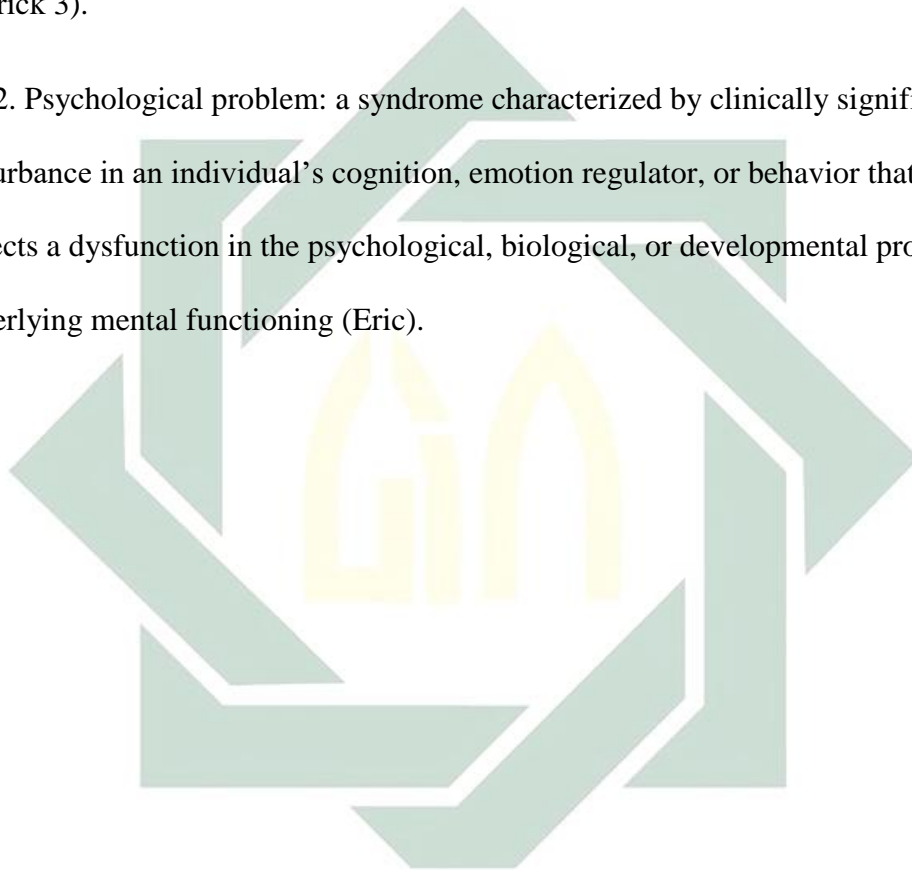 rick 3).
2. Psychological problem: a syndrome characterized by clinically signifi
urbance in an individual’s cognition, emotion regulator, or behavior that
ects a dysfunction in the psychological, biological, or developmental pro
erlying mental functioning (Eric).